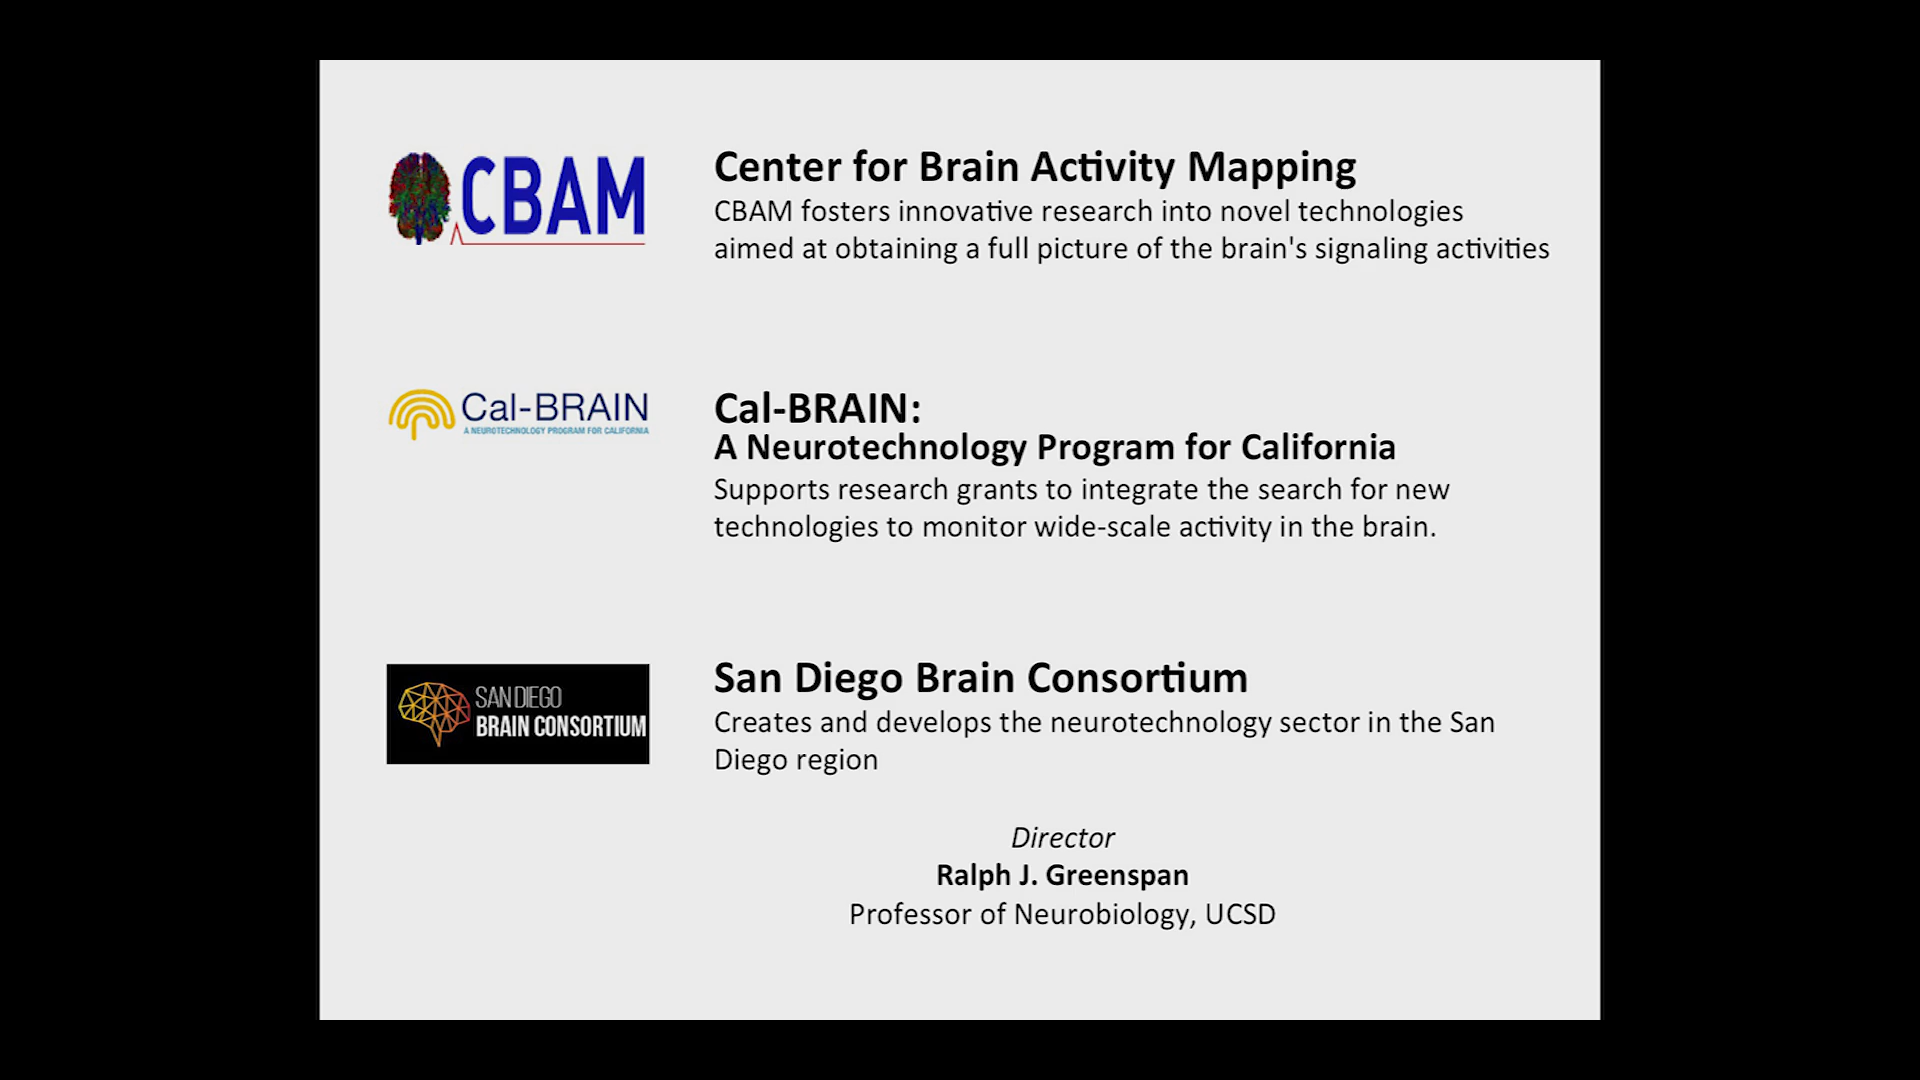 CBAM
Center for Brain Activity Mapping
CBAM fosters innovative research into novel technologies
aimed at obtaining a full picture of the brain's signaling activities
Cal-BRAIN
A NEUROTECHNOLOGY PROGRAM FOR CALIFORNIA
Cal-BRAIN:
A Neurotechnology Program for California
Supports research grants to integrate the search for new
technologies to monitor wide-scale activity in the brain.
SAN DIEGO
BRAIN CONSORTIUM
San Diego Brain Consortium
Creates and develops the neurotechnology sector in the San
Diego region
Director
Ralph J. Greenspan
Professor of Neurobiology, UCSD